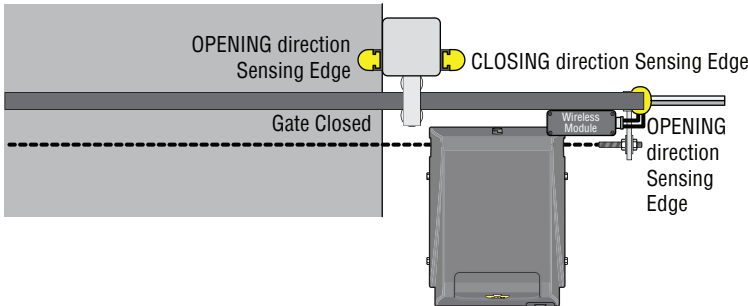 OPENING direction
Sensing Edge
CLOSING direction Sensing Edge
Gate Closed
Wireless
Module
OPENING
direction
Sensing
Edge